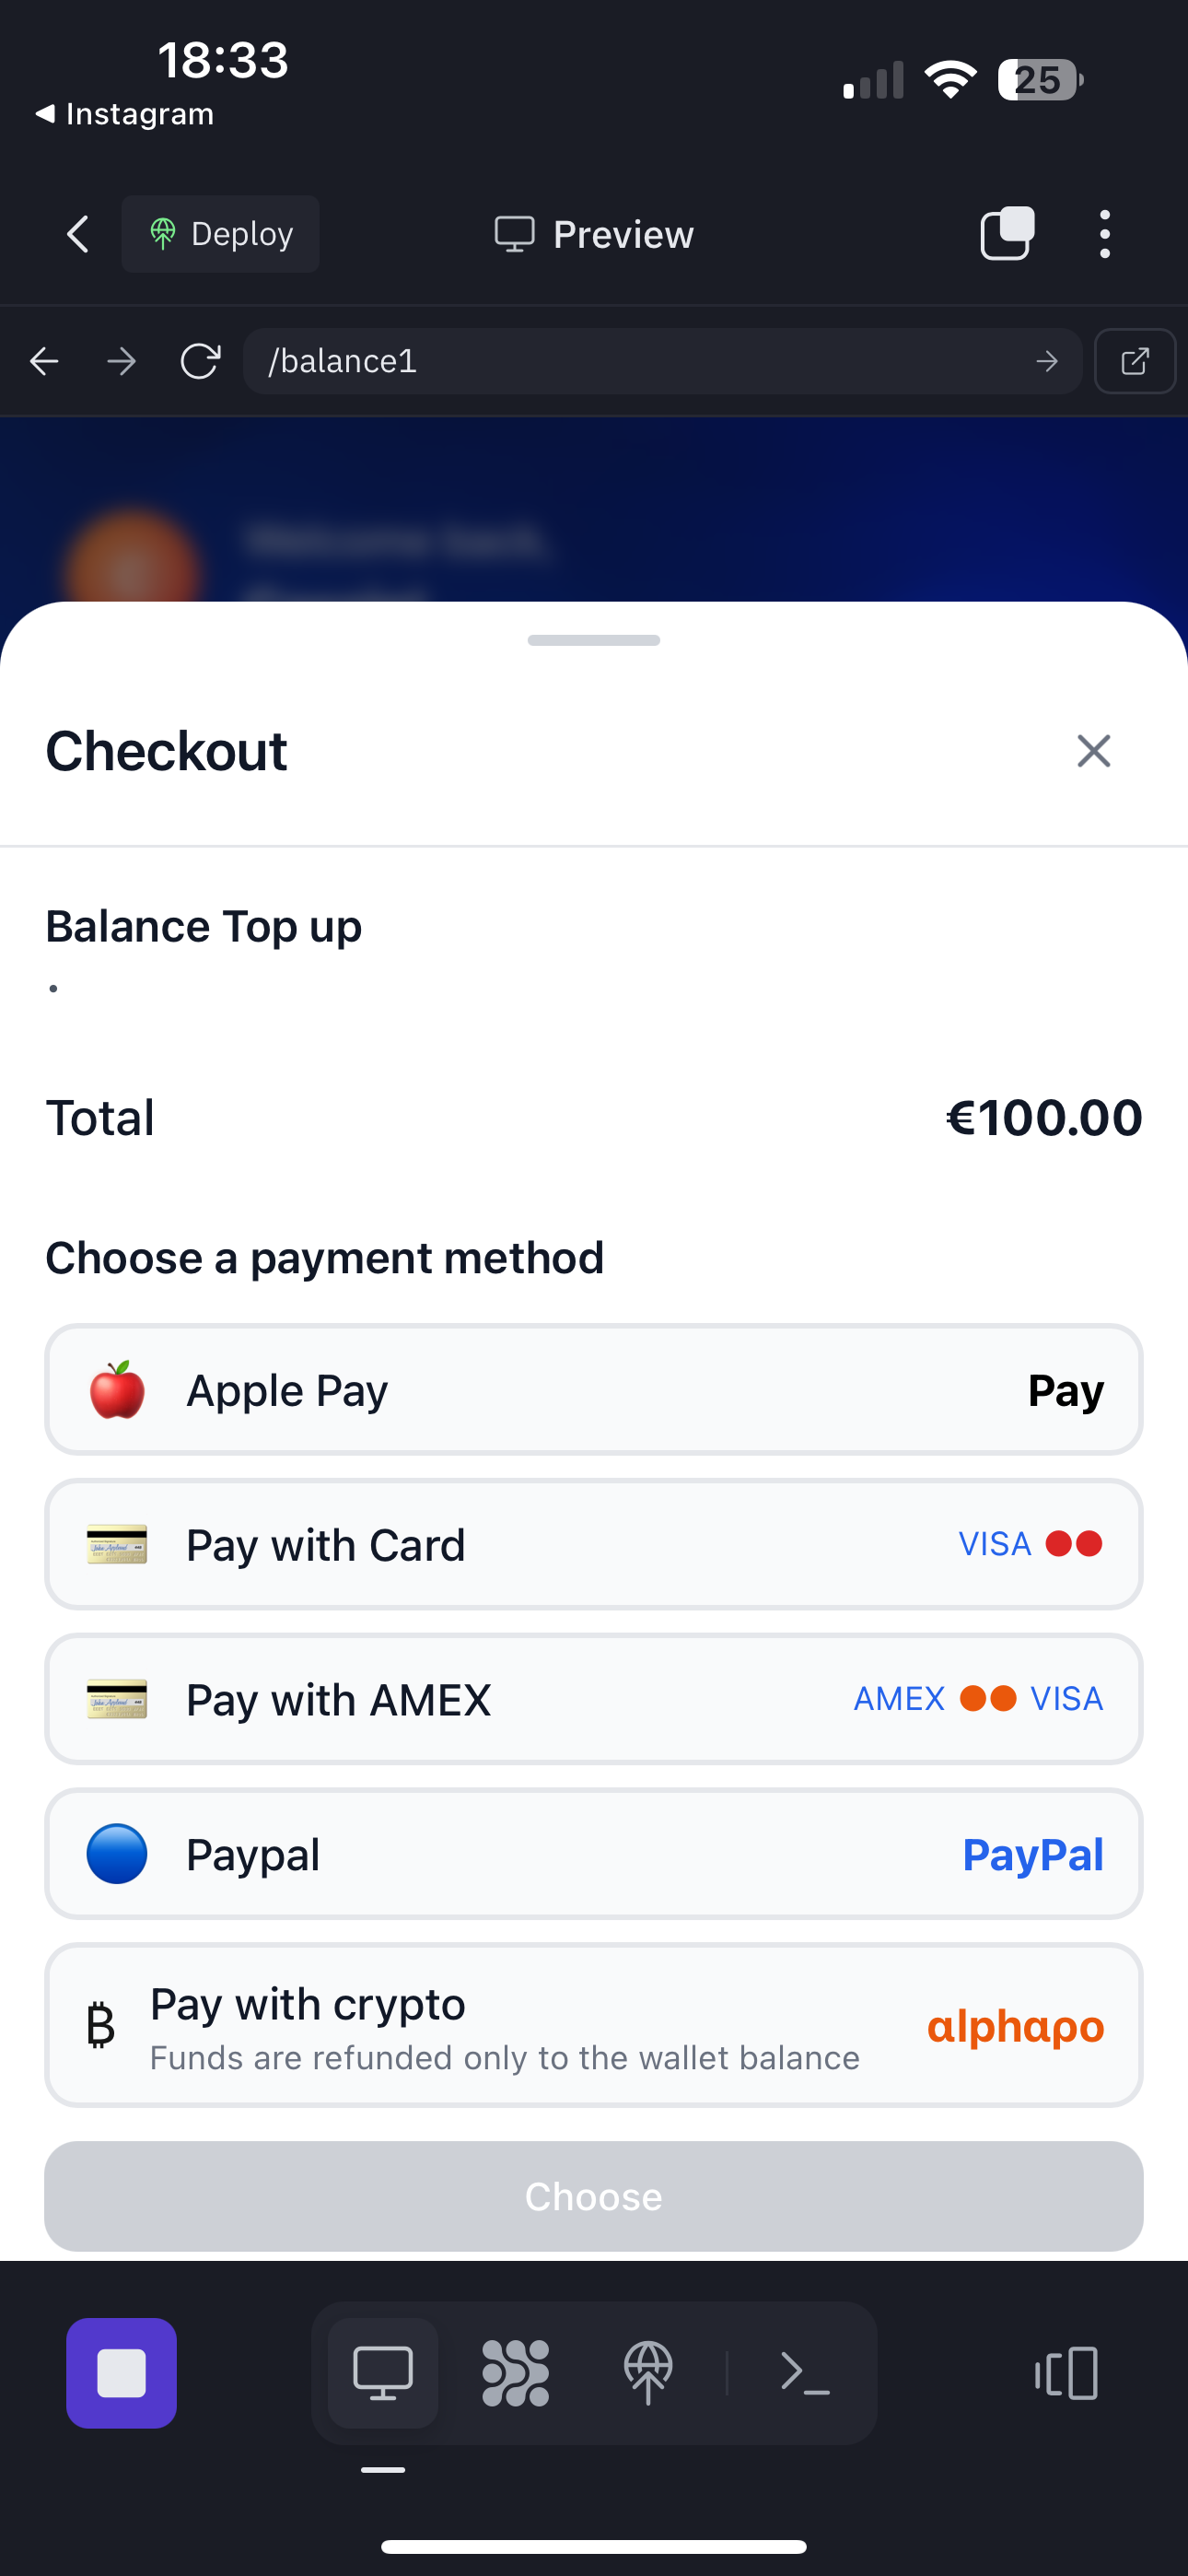 18:33
25
◀ Instagram
Deploy
Preview
/balance1
Welcome back,
Checkout
Balance Top up
.
Total
€100.00
Choose a payment method
Apple Pay
Pay
Pay with Card
VISA
Pay with AMEX
AMEX
VISA
Paypal
PayPal
Pay with crypto
Funds are refunded only to the wallet balance
alphapo
Choose